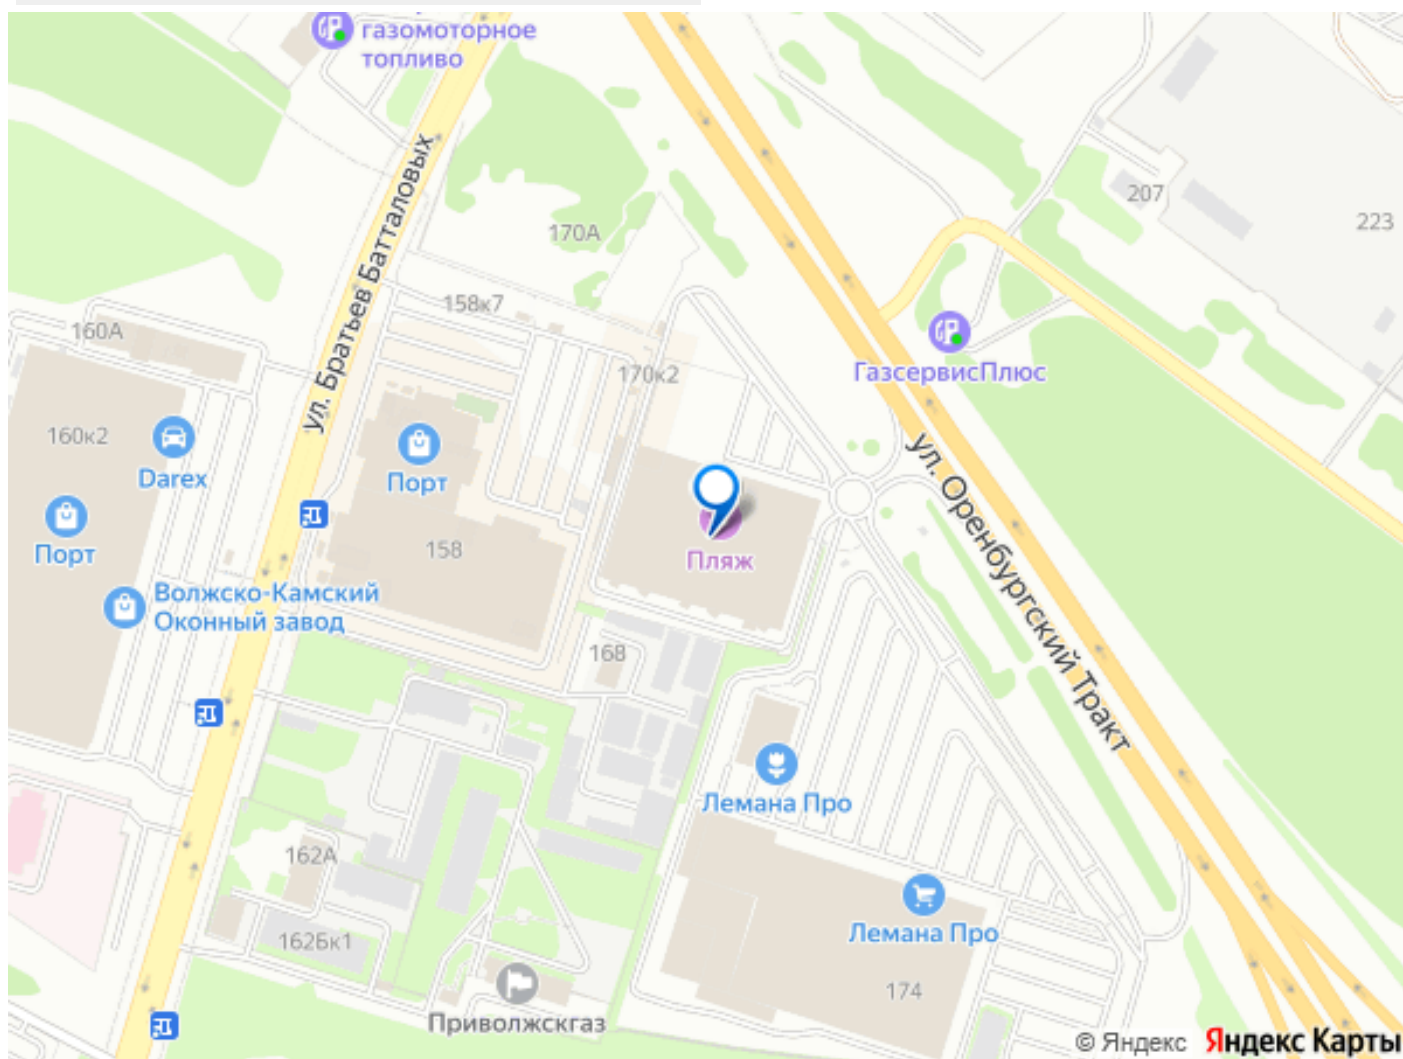 газомоторное
топливо
ул. Братьев Батталовых
207
223
170А
158к7
160А
ГазсервисПлюс
170к2
160к2
Darex
Порт
ул. Оренбургский Тракт
Порт
158
Пляж
Волжско-Камский
Оконный завод
168
Лемана Про
162А
Лемана Про
162Бк1
174
Приволжскгаз
© Яндекс Яндекс Карты